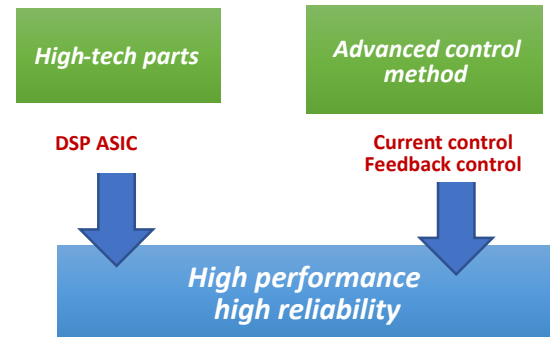 High-tech parts
Advanced control
method
DSP ASIC
Current control
Feedback control
High performance
high reliability